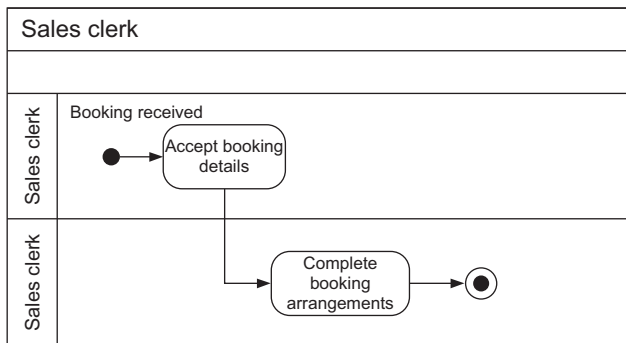 Sales clerk
Sales clerk
Booking received
Accept booking
details
Sales clerk
Complete
booking
arrangements